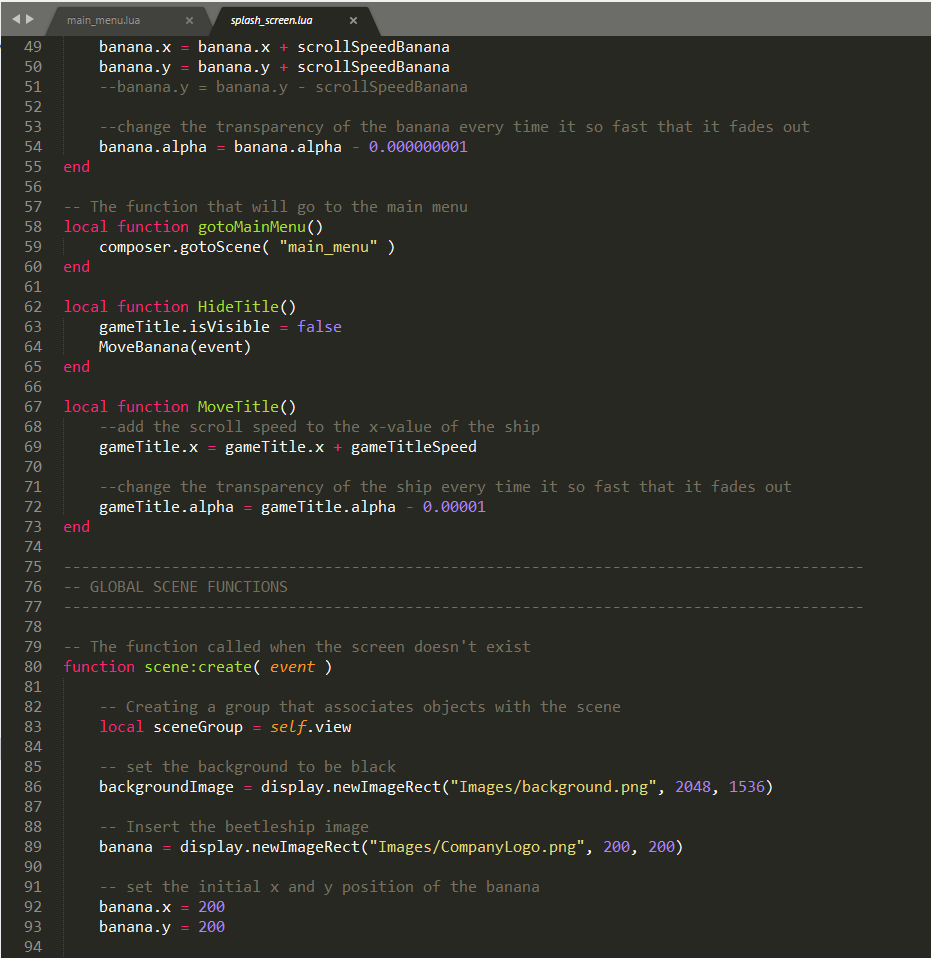 main_menu.lua × splash_screen.lua ×
49 banana.x = banana.x + scrollSpeedBanana
50 banana.y = banana.y + scrollSpeedBanana
51 --banana.y = banana.y - scrollSpeedBanana
52
53 --change the transparency of the banana every time it so fast that it fades out
54 banana.alpha = banana.alpha - 0.000000001
55 end
56
57 -- The function that will go to the main menu
58 local function gotoMainMenu()
59 composer.gotoScene( "main_menu" )
60 end
61
62 local function HideTitle()
63 gameTitle.isVisible = false
64 MoveBanana(event)
65 end
66
67 local function MoveTitle()
68 --add the scroll speed to the x-value of the ship
69 gameTitle.x = gameTitle.x + gameTitleSpeed
70
71 --change the transparency of the ship every time it so fast that it fades out
72 gameTitle.alpha = gameTitle.alpha - 0.00001
73 end
74
75 -----------------------------------------------------------------------------------------
76 -- GLOBAL SCENE FUNCTIONS
77 -----------------------------------------------------------------------------------------
78
79 -- The function called when the screen doesn't exist
80 function scene:create( event )
81
82 -- Creating a group that associates objects with the scene
83 local sceneGroup = self.view
84
85 -- set the background to be black
86 backgroundImage = display.newImageRect("Images/background.png", 2048, 1536)
87
88 -- Insert the beetleship image
89 banana = display.newImageRect("Images/CompanyLogo.png", 200, 200)
90
91 -- set the initial x and y position of the banana
92 banana.x = 200
93 banana.y = 200
94